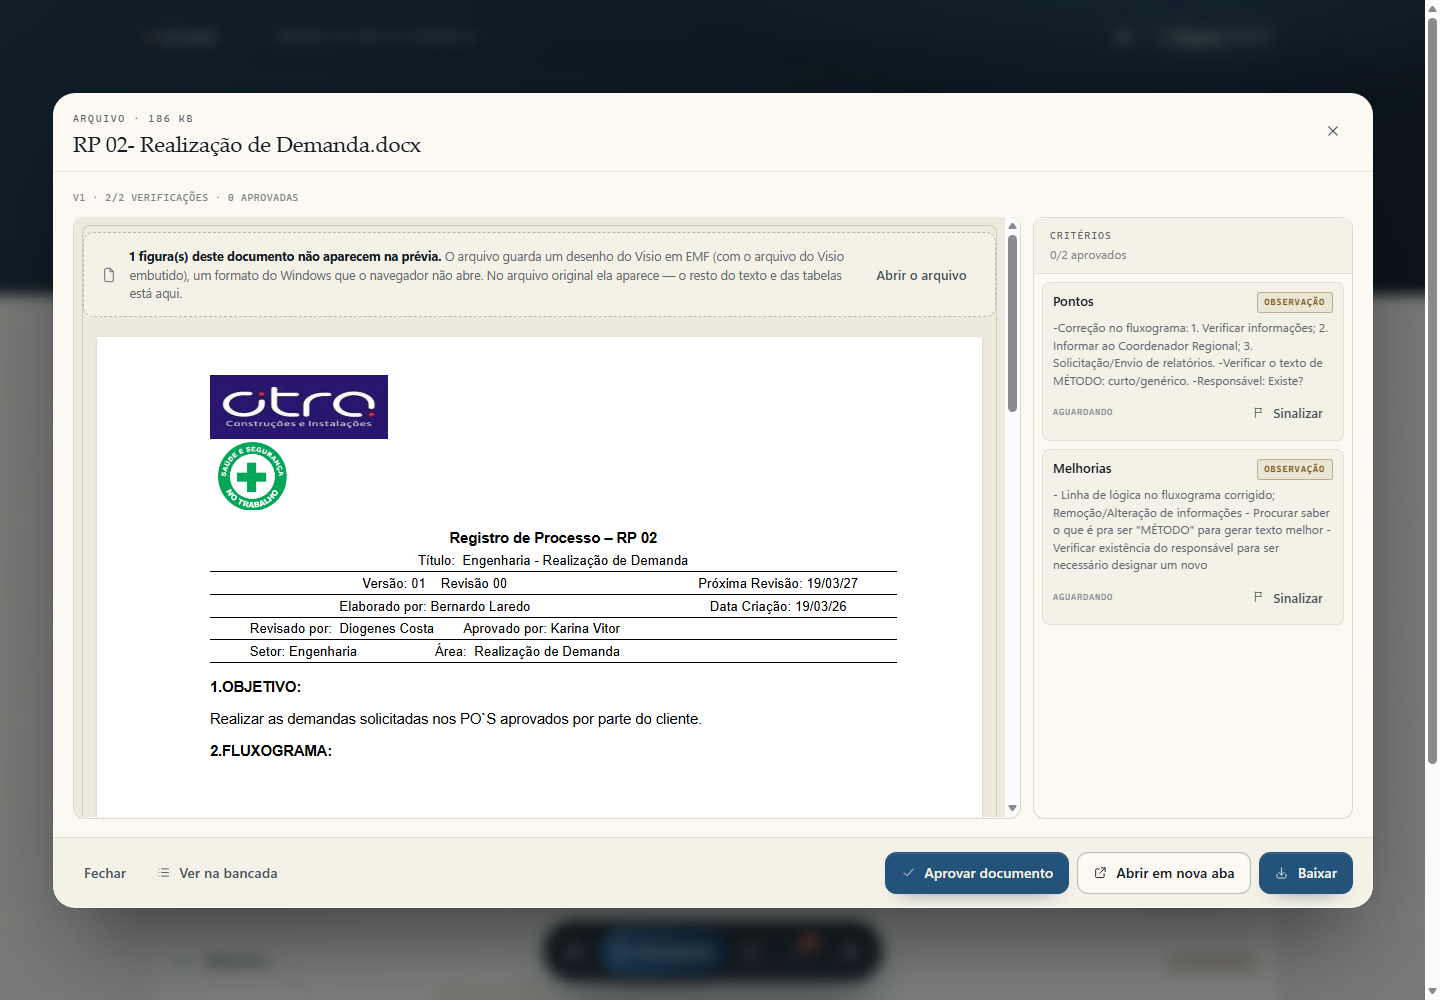 ARQUIVO · 186 KB
RP 02- Realização de Demanda.docx
V1 · 2/2 VERIFICAÇÕES · 0 APROVADAS
1 figura(s) deste documento não aparecem na prévia. O arquivo guarda um desenho do Visio em EMF (com o arquivo do Visio
embutido), um formato do Windows que o navegador não abre. No arquivo original ela aparece — o resto do texto e das tabelas
está aqui.
Abrir o arquivo
citra
Construções e Instalações
SAÚDE E SEGURANÇA
NO TRABALHO
Registro de Processo – RP 02
Título: Engenharia - Realização de Demanda
Versão: 01 Revisão 00 Próxima Revisão: 19/03/27
Elaborado por: Bernardo Laredo Data Criação: 19/03/26
Revisado por: Diogenes Costa Aprovado por: Karina Vitor
Setor: Engenharia Área: Realização de Demanda
1.OBJETIVO:
Realizar as demandas solicitadas nos PO`S aprovados por parte do cliente.
2.FLUXOGRAMA:
CRITÉRIOS
0/2 aprovados
Pontos OBSERVAÇÃO
-Correção no fluxograma: 1. Verificar informações; 2.
Informar ao Coordenador Regional; 3.
Solicitação/Envio de relatórios. -Verificar o texto de
MÉTODO: curto/genérico. -Responsável: Existe?
AGUARDANDO Sinalizar
Melhorias OBSERVAÇÃO
- Linha de lógica no fluxograma corrigido;
Remoção/Alteração de informações - Procurar saber
o que é pra ser "MÉTODO" para gerar texto melhor -
Verificar existência do responsável para ser
necessário designar um novo
AGUARDANDO Sinalizar
Fechar Ver na bancada Aprovar documento Abrir em nova aba Baixar